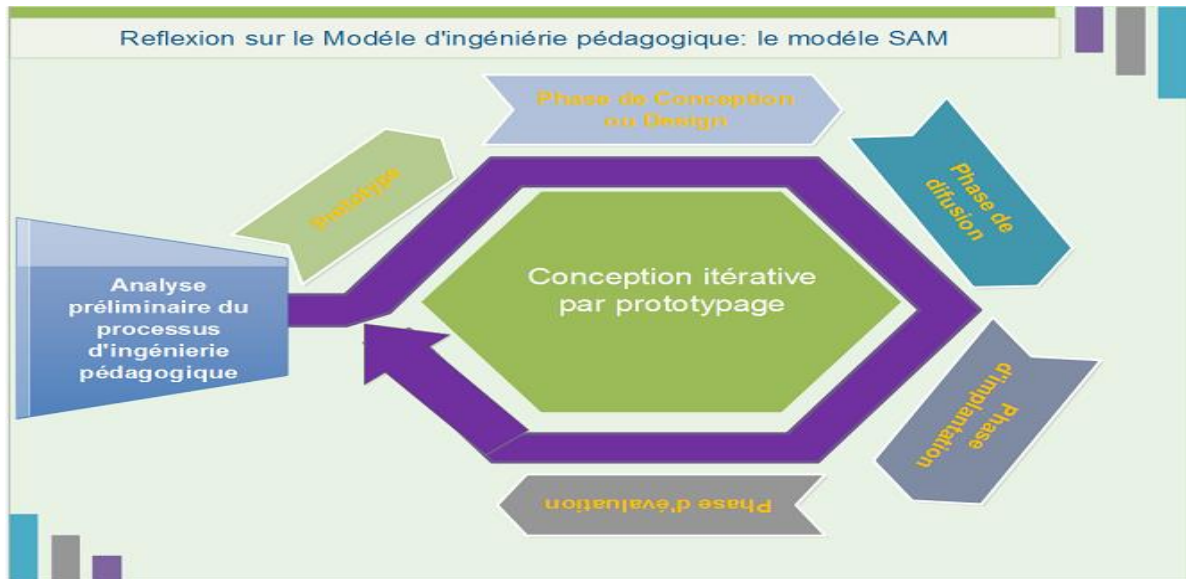 Reflexion sur le Modéle d'ingéniérie pédagogique: le modéle SAM
Phase de Conception
ou Design
Prototype
Phase de
difusion
Analyse
préliminaire du
processus
d'ingénierie
pédagogique
Conception itérative
par prototypage
Phase
d'implantation
Phase d'évaluation